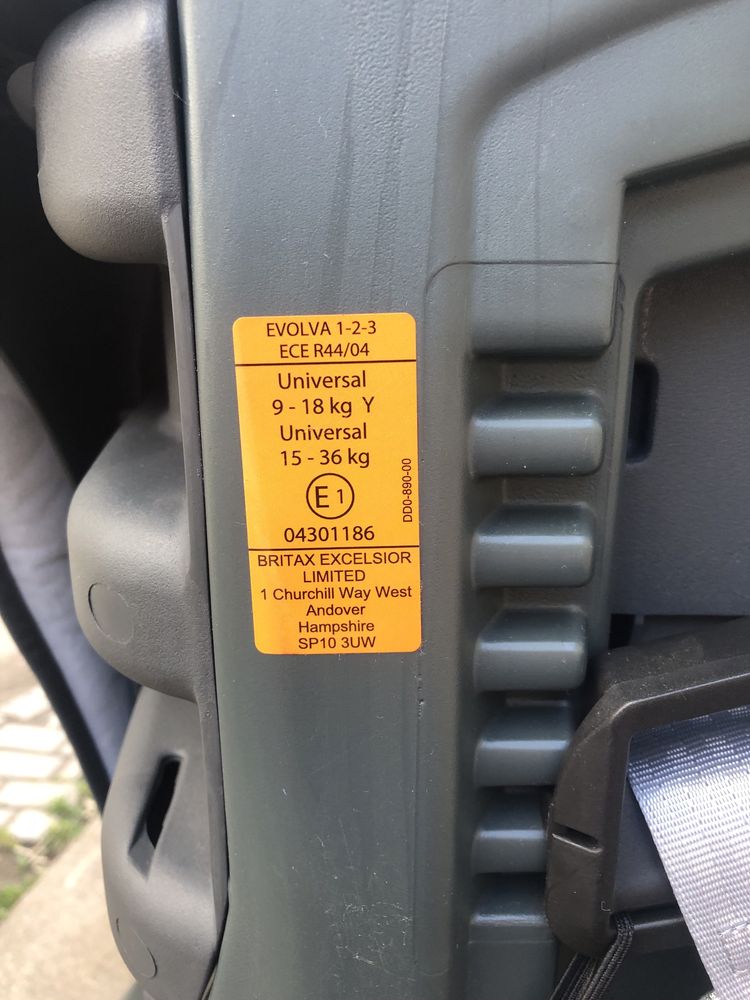 EVOLVA 1-2-3
ECE R44/04
Universal
9 - 18 kg Y
Universal
15 - 36 kg
E 1
04301186
DD0-890-00
BRITAX EXCELSIOR
LIMITED
1 Churchill Way West
Andover
Hampshire
SP10 3UW